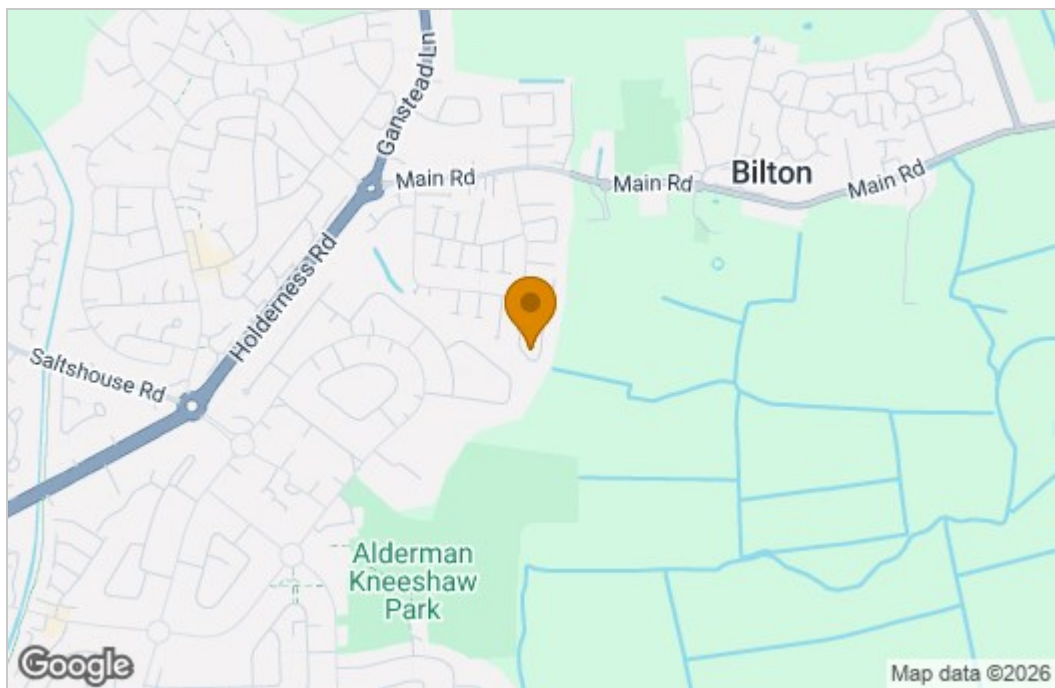 Ganstead Ln
Main Rd
Main Rd
Bilton
Main Rd
Holderness Rd
Saltshouse Rd
Alderman
Kneeshaw
Park
Google
Map data ©2026